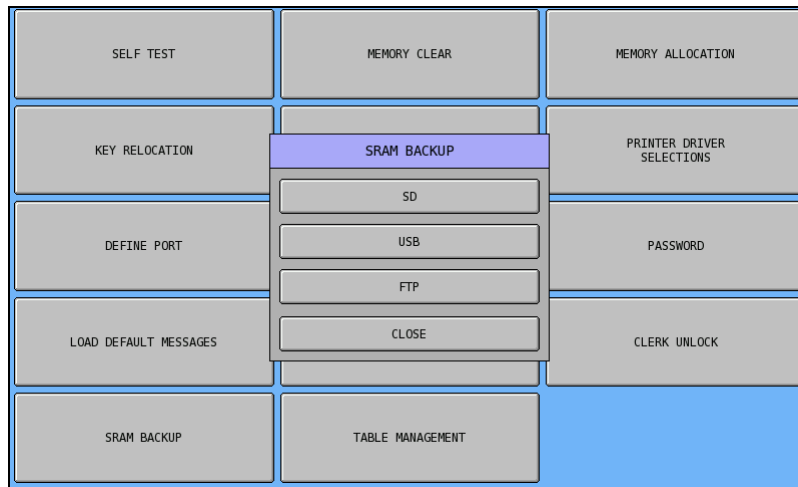 SELF TEST
MEMORY CLEAR
MEMORY ALLOCATION
KEY RELOCATION
PRINTER DRIVER
SELECTIONS
SRAM BACKUP
SD
USB
FTP
CLOSE
DEFINE PORT
PASSWORD
LOAD DEFAULT MESSAGES
CLERK UNLOCK
SRAM BACKUP
TABLE MANAGEMENT